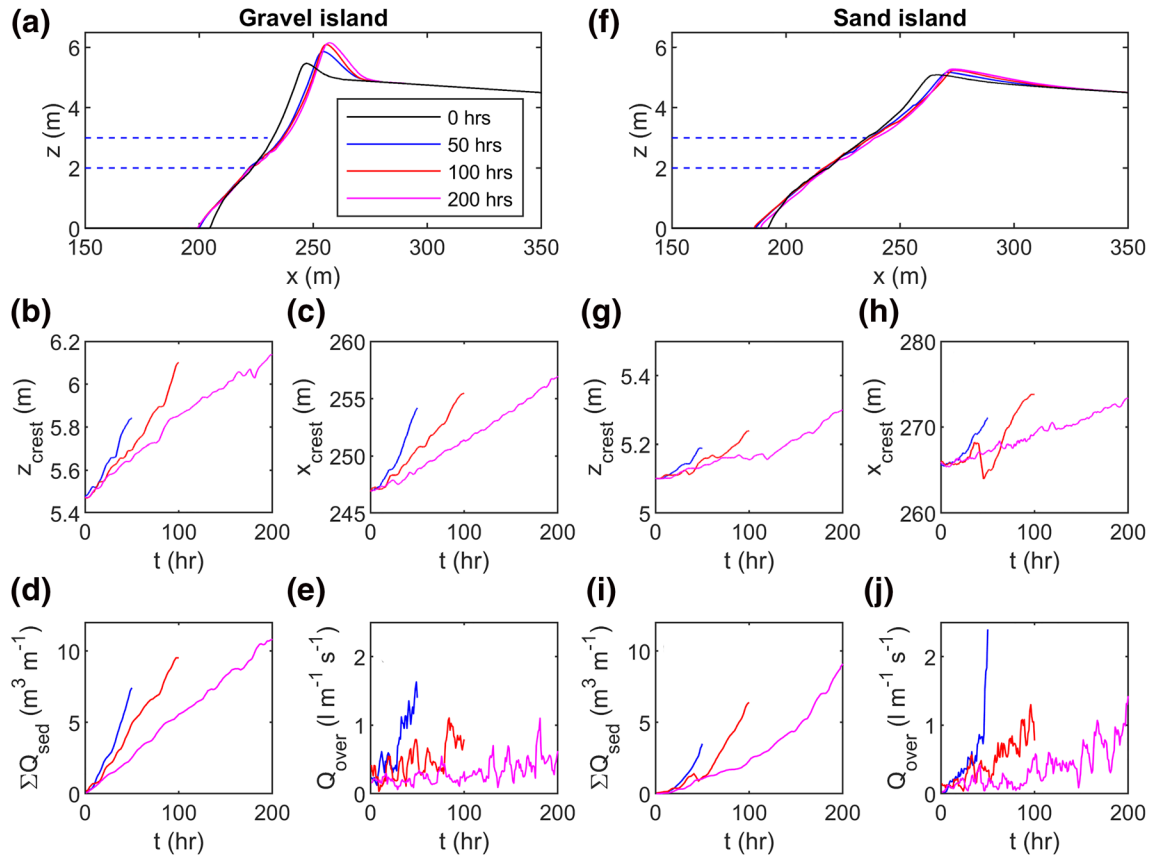 (a)
Gravel island
6
4
2
0
z (m)
0 hrs
50 hrs
100 hrs
200 hrs
150
200
250
300
350
x (m)
(f)
Sand island
6
4
2
0
z (m)
150
200
250
300
350
x (m)
(b)
6.2
6
5.8
5.6
5.4
z_crest (m)
0
100
200
t (hr)
(c)
260
255
250
245
x_crest (m)
0
100
200
t (hr)
(g)
5.4
5.2
5
z_crest (m)
0
100
200
t (hr)
(h)
280
270
260
x_crest (m)
0
100
200
t (hr)
(d)
10
5
0
ΣQ_sed (m³ m⁻¹)
0
100
200
t (hr)
(e)
2
1
0
Q_over (l m⁻¹ s⁻¹)
0
100
200
t (hr)
(i)
10
5
0
ΣQ_sed (m³ m⁻¹)
0
100
200
t (hr)
(j)
2
1
0
Q_over (l m⁻¹ s⁻¹)
0
100
200
t (hr)